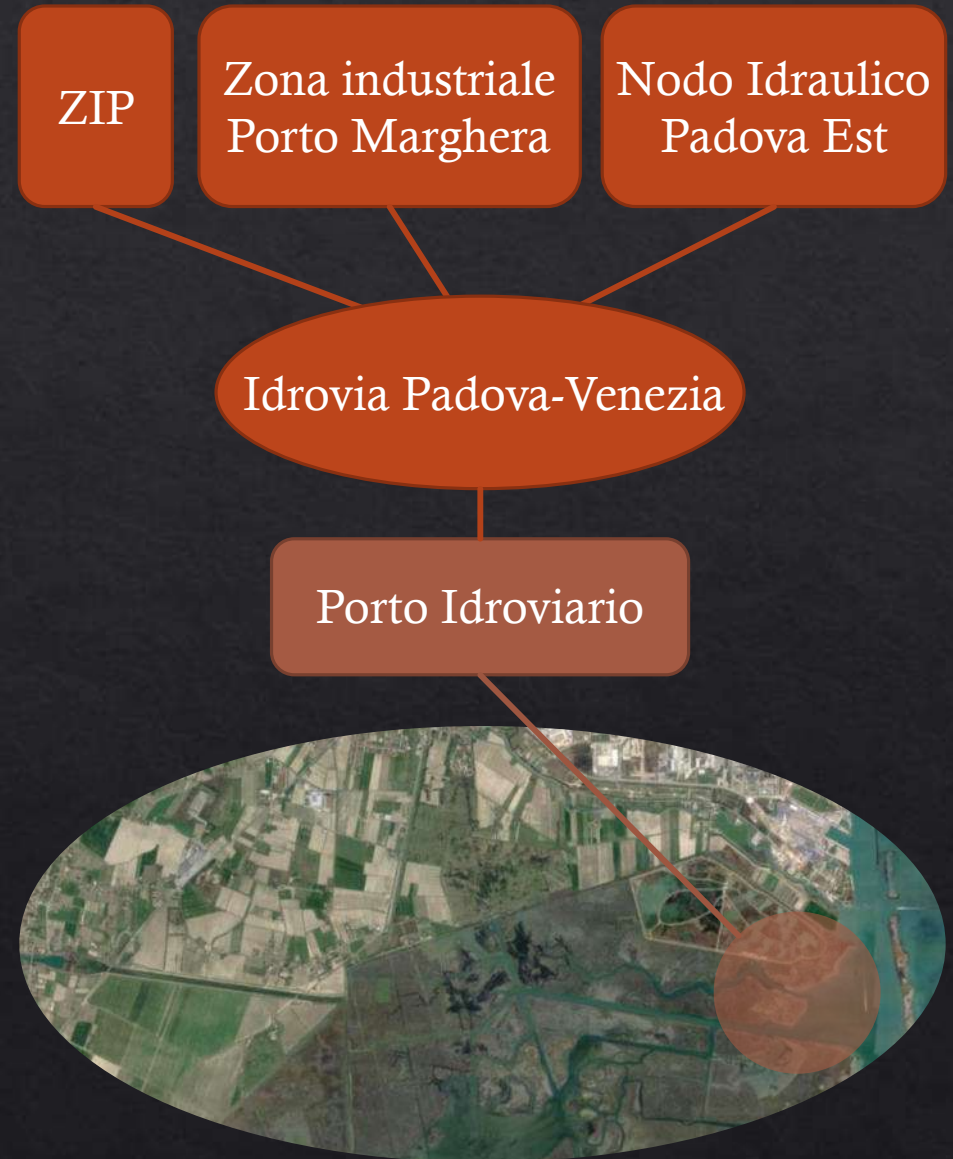 ZIP
Zona industriale
Porto Marghera
Nodo Idraulico
Padova Est
Idrovia Padova-Venezia
Porto Idroviario